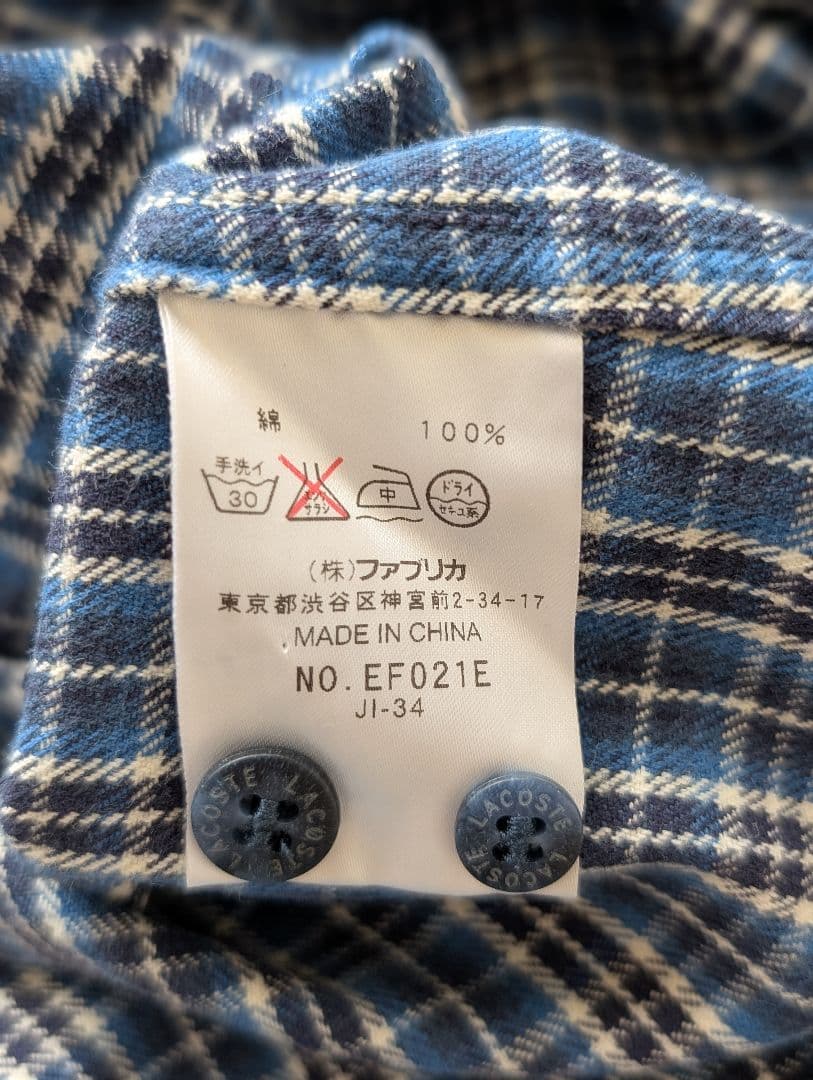 綿 100%
手洗イ
30
エンソ
サラシ
中
ドライ
セキユ系
(株)ファブリカ
東京都渋谷区神宮前2-34-17
MADE IN CHINA
NO. EF021E
JI-34
LACOSTE LACOSTE
LACOSTE LACOSTE